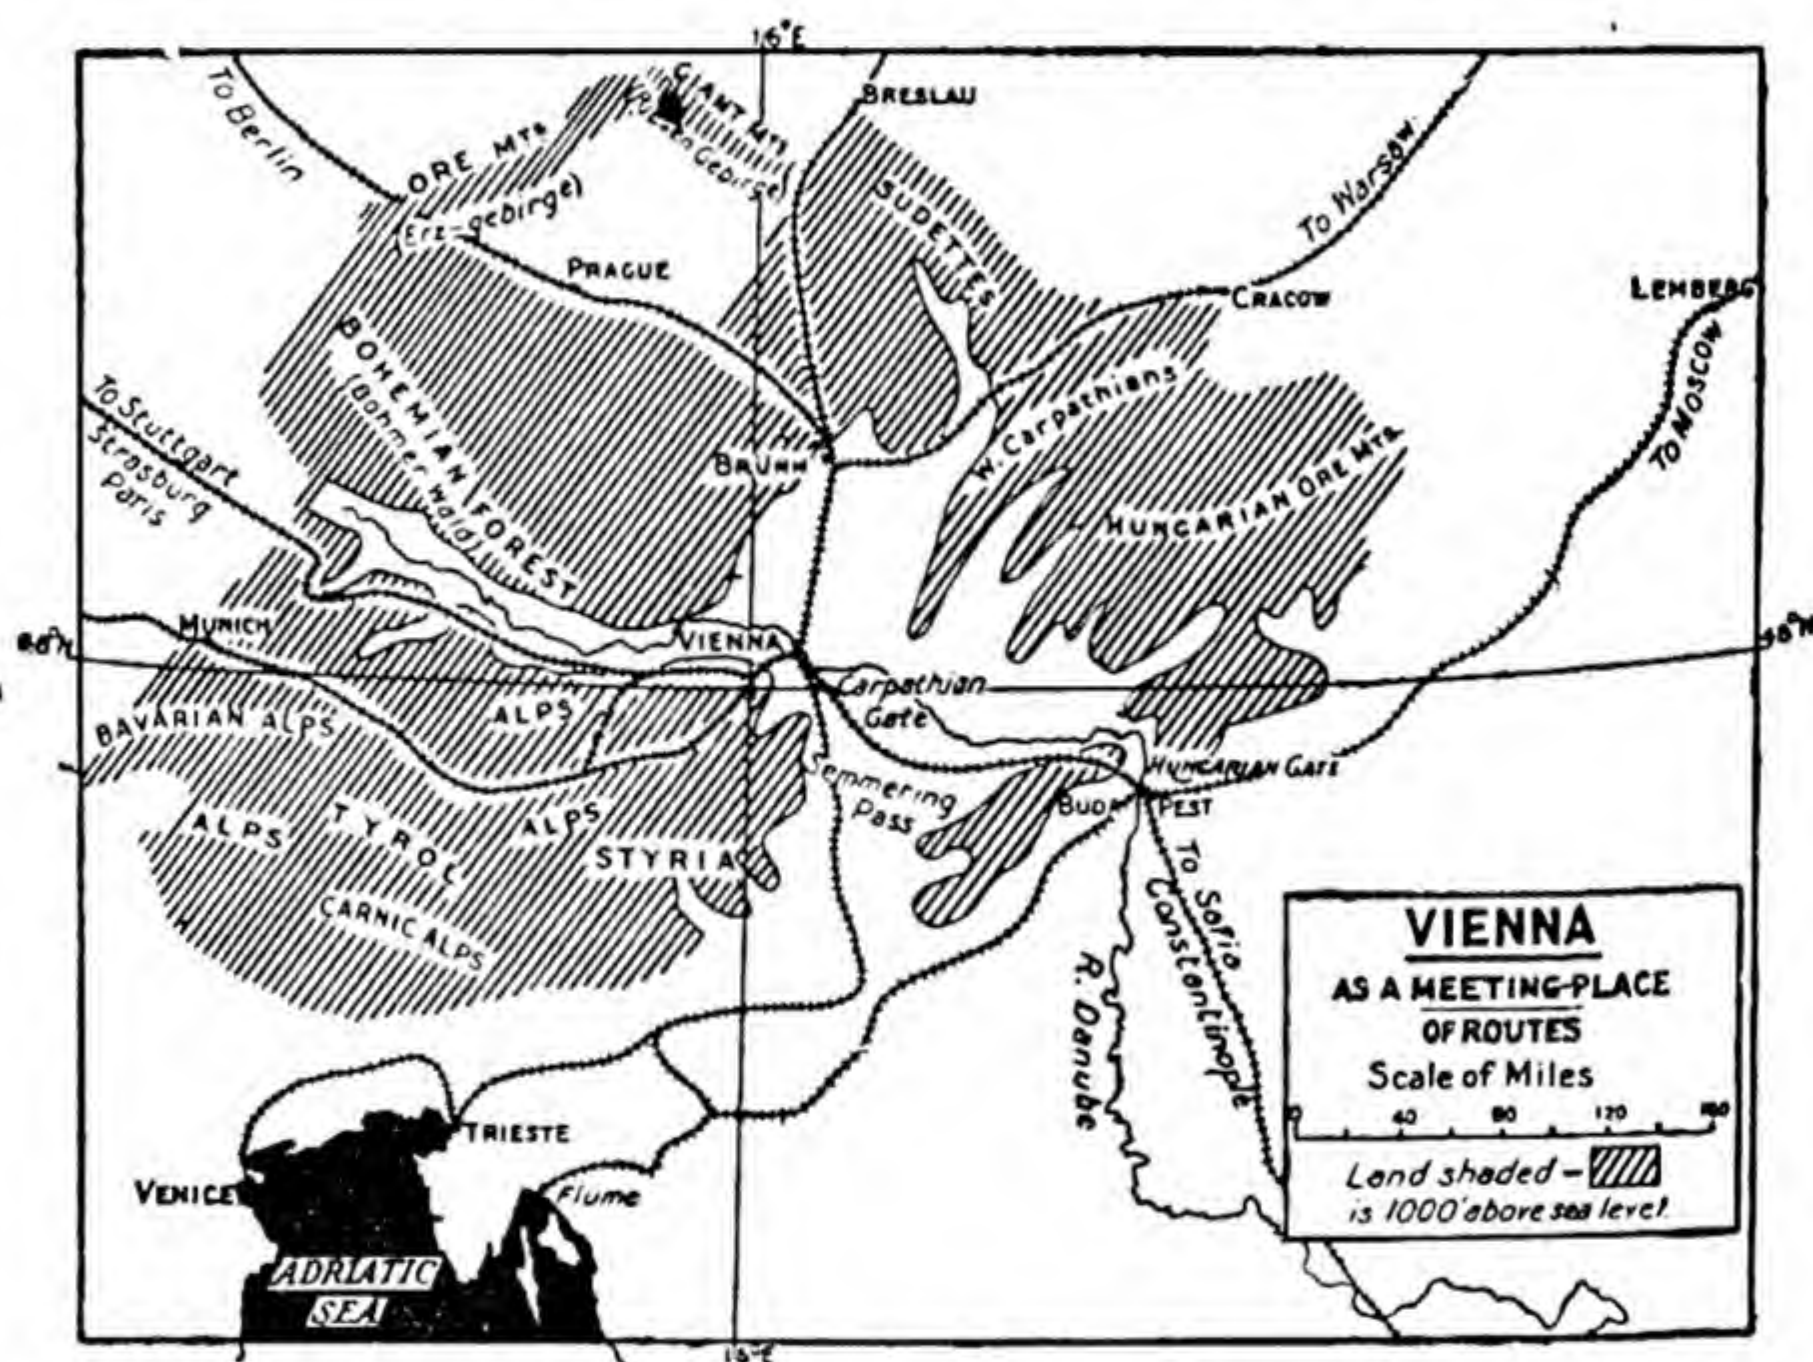 16°E
To Berlin
GIANT Mts
(Riesen Gebirge)
BRESLAU
ORE Mts
(Erz-gebirge)
SUDETTES
To Warsaw
PRAGUE
CRACOW
LEMBERG
To Moscow
BOHEMIAN FOREST
(Bohmer Wald)
To Stuttgart
Strasburg
Paris
W. Carpathians
BRUNN
HUNGARIAN ORE Mts.
MUNICH
VIENNA
48°N
Carpathian
Gate
BAVARIAN ALPS
ALPS
HUNGARIAN GATE
Semmering
Pass
BUDA
PEST
ALPS
TYROL
ALPS
STYRIA
CARNIC ALPS
To Sofia
Constantinople
R. Danube
VIENNA
AS A MEETING-PLACE
OF ROUTES
Scale of Miles
0 40 80 120 160
Land shaded —
is 1000' above sea level.
TRIESTE
VENICE
Fiume
ADRIATIC
SEA